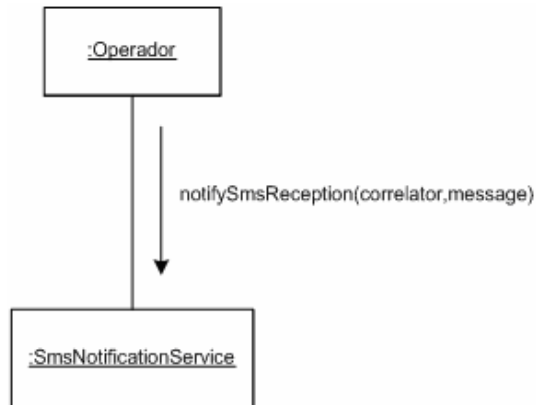 :Operador
notifySmsReception(correlator,message)
:SmsNotificationService